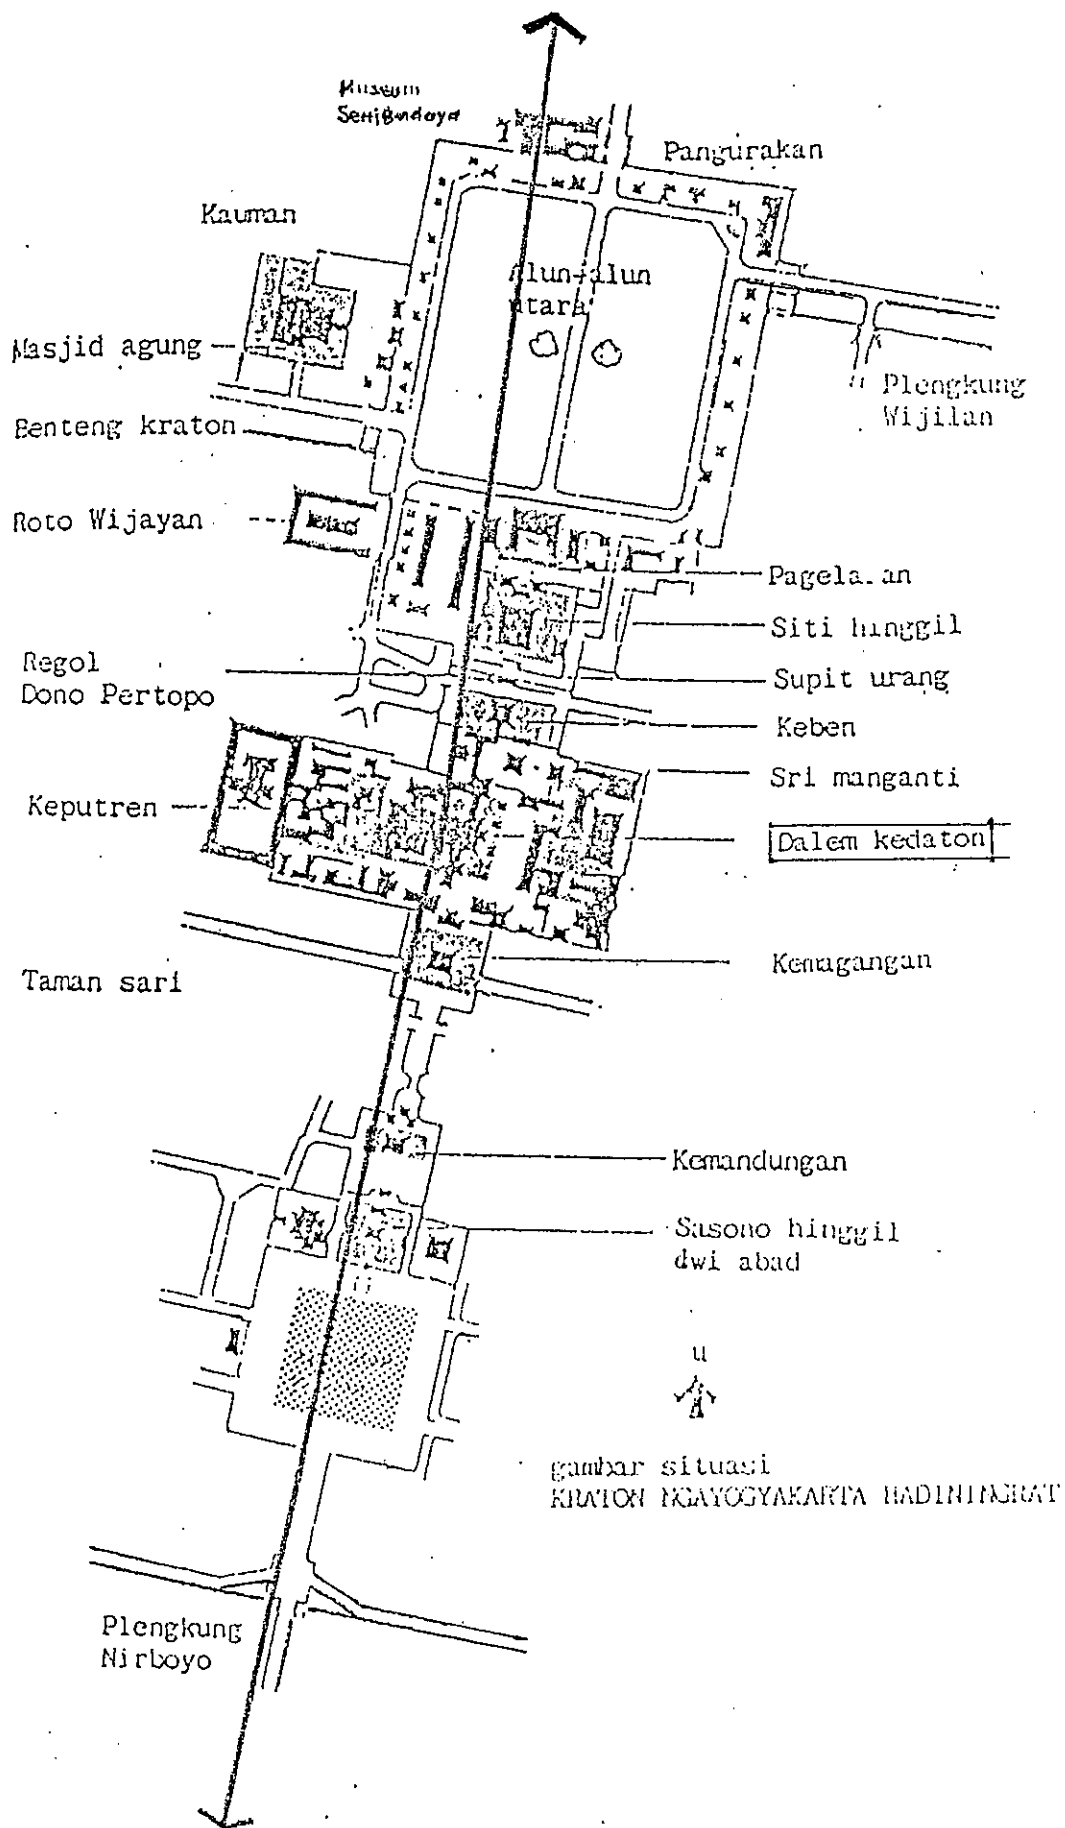 Museum
Pangurakan
Kauman
Alun-alun
utara
Masjid agung
Plengkung
Wijilan
Benteng kraton
Roto Wijayan
Pagela.an
Siti hinggil
Regol
Dono Pertopo
Supit urang
Keben
Sri manganti
Keputren
Dalem kedaton
Kemagangan
Taman sari
Kemandungan
Sasono hinggil
dwi abad
u
gambar situasi
KRATON NGAYOGYAKARTA HADININGRAT
Plengkung
Nirboyo